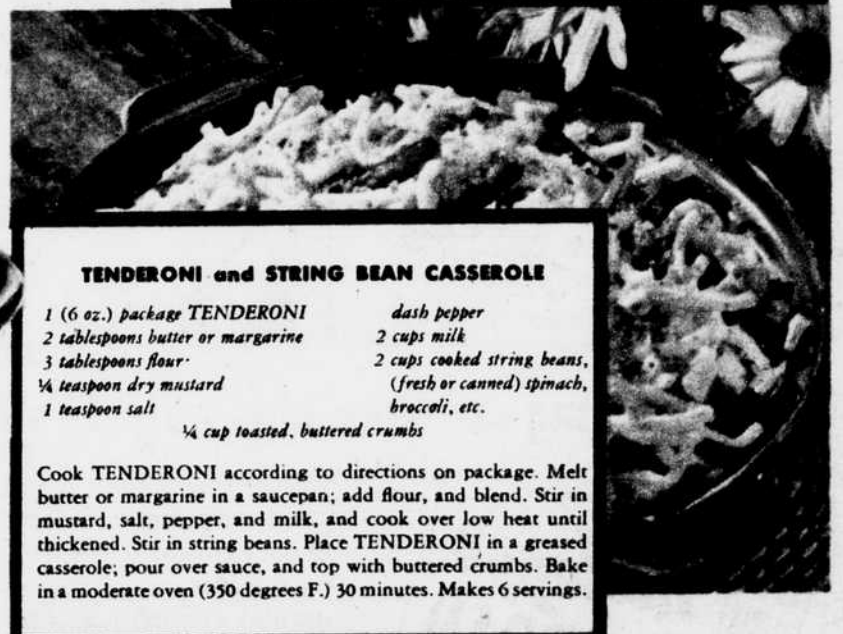 TENDERONI and STRING BEAN CASSEROLE
1 (6 oz.) package TENDERONI
2 tablespoons butter or margarine
3 tablespoons flour
¼ teaspoon dry mustard
1 teaspoon salt
dash pepper
2 cups milk
2 cups cooked string beans,
(fresh or canned) spinach,
broccoli, etc.
¼ cup toasted, buttered crumbs
Cook TENDERONI according to directions on package. Melt
butter or margarine in a saucepan; add flour, and blend. Stir in
mustard, salt, pepper, and milk, and cook over low heat until
thickened. Stir in string beans. Place TENDERONI in a greased
casserole; pour over sauce, and top with buttered crumbs. Bake
in a moderate oven (350 degrees F.) 30 minutes. Makes 6 servings.